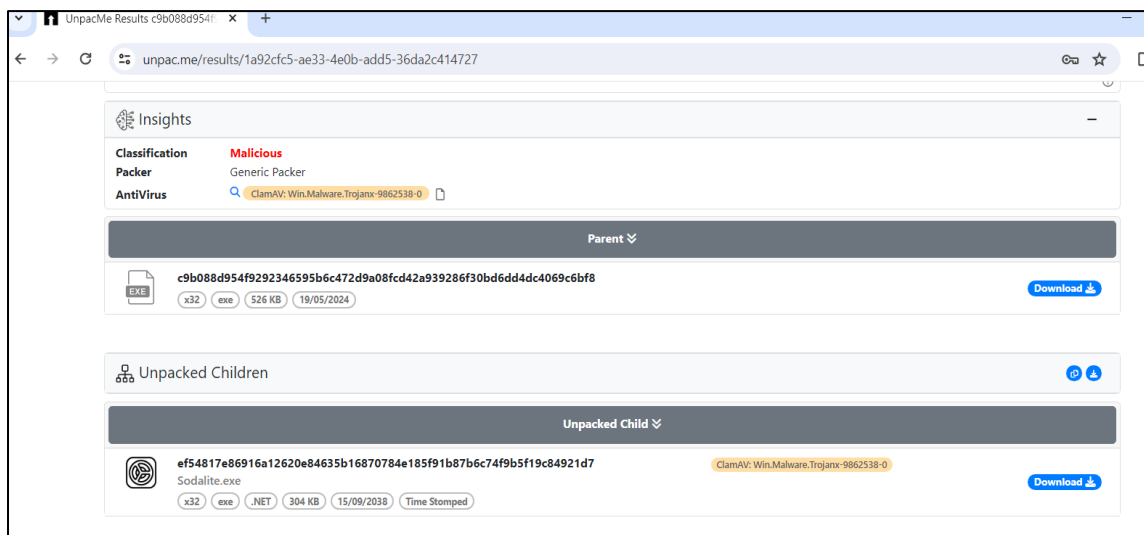 UnpacMe Results c9b088d954f9
unpac.me/results/1a92cfc5-ae33-4e0b-add5-36da2c414727
Insights
Classification Malicious
Packer Generic Packer
AntiVirus ClamAV: Win.Malware.Trojanx-9862538-0
Parent
c9b088d954f9292346595b6c472d9a08fcd42a939286f30bd6dd4dc4069c6bf8
EXE
x32 exe 526 KB 19/05/2024
Download
Unpacked Children
Unpacked Child
ef54817e86916a12620e84635b16870784e185f91b87b6c74f9b5f19c84921d7 ClamAV: Win.Malware.Trojanx-9862538-0
Sodalite.exe
Download
x32 exe .NET 304 KB 15/09/2038 Time Stomped